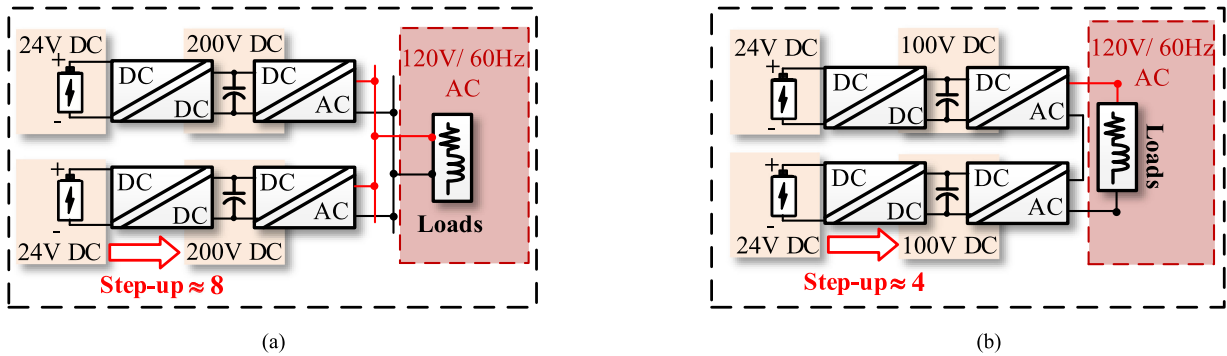 24V DC
200V DC
+
-
DC
DC
DC
AC
120V/ 60Hz
AC
+
-
DC
DC
DC
AC
Loads
24V DC
200V DC
Step-up ≈ 8
(a)
24V DC
100V DC
+
-
DC
DC
DC
AC
120V/ 60Hz
AC
Loads
+
-
DC
DC
DC
AC
24V DC
100V DC
Step-up ≈ 4
(b)